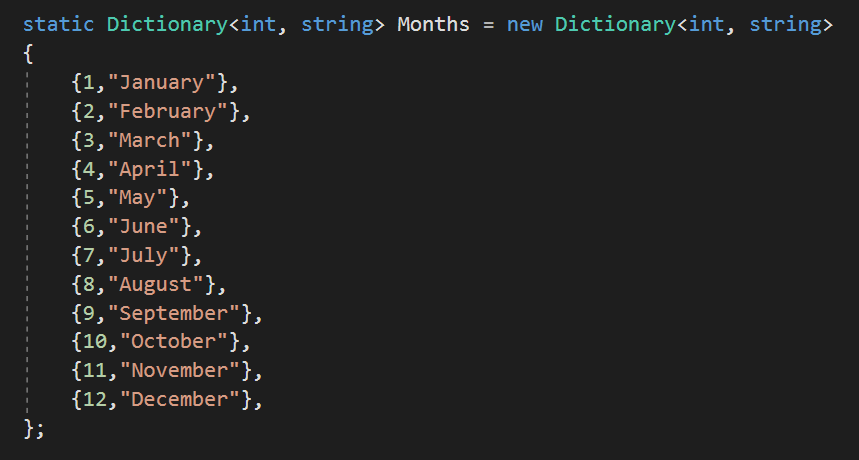 static Dictionary<int, string> Months = new Dictionary<int, string>
{
{1,"January"},
{2,"February"},
{3,"March"},
{4,"April"},
{5,"May"},
{6,"June"},
{7,"July"},
{8,"August"},
{9,"September"},
{10,"October"},
{11,"November"},
{12,"December"},
};